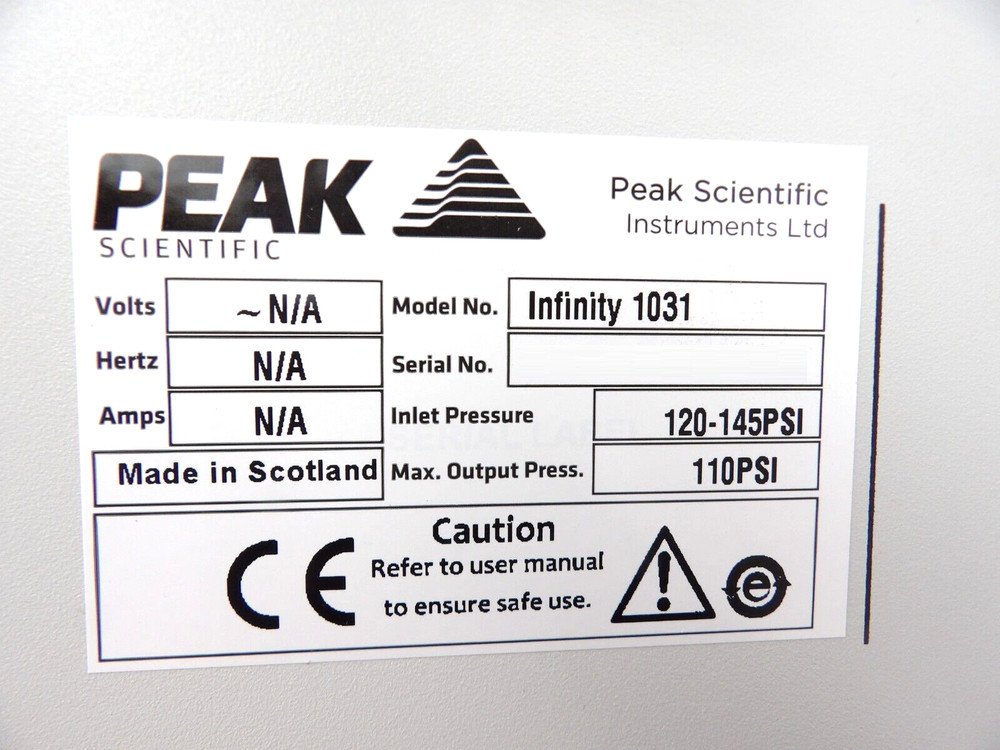 PEAK
SCIENTIFIC
Peak Scientific
Instruments Ltd
Volts ~ N/A Model No. Infinity 1031
Hertz N/A Serial No.
Amps N/A Inlet Pressure 120-145PSI
Made in Scotland Max. Output Press. 110PSI
CE
Caution
Refer to user manual
to ensure safe use.
e